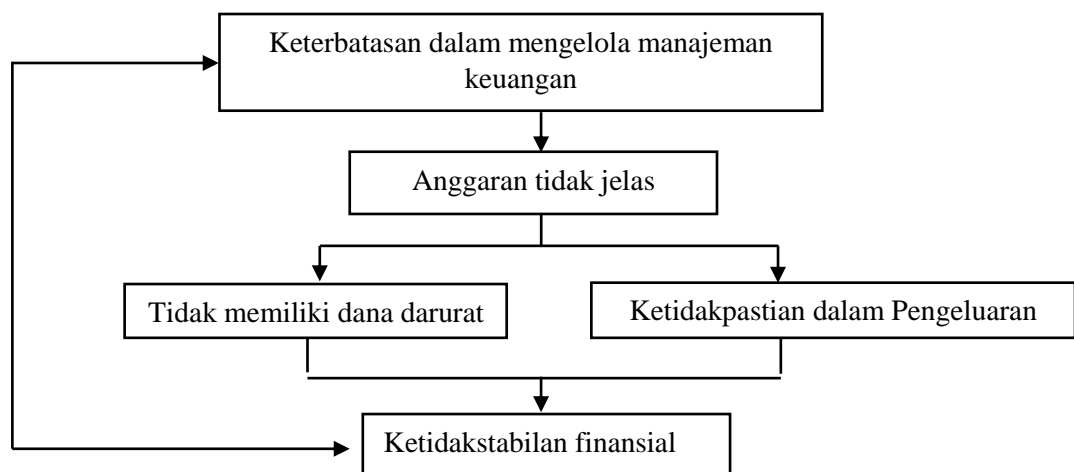 Keterbatasan dalam mengelola manajeman
keuangan
Anggaran tidak jelas
Tidak memiliki dana darurat
Ketidakpastian dalam Pengeluaran
Ketidakstabilan finansial